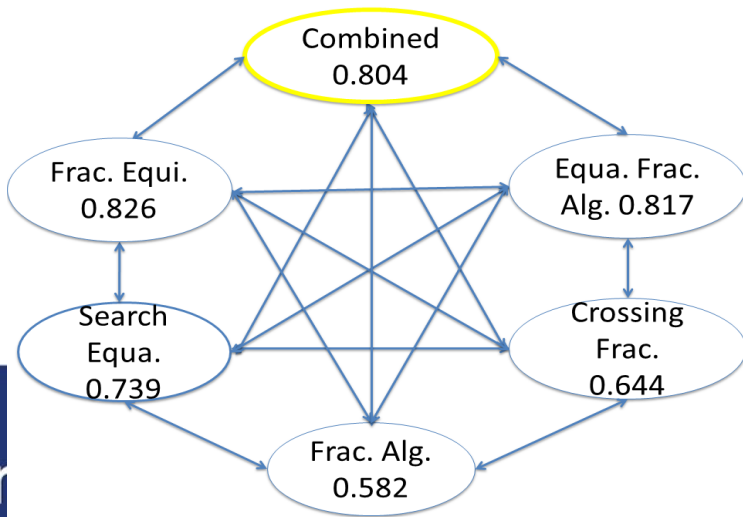 Combined
0.804
Frac. Equi.
0.826
Equa. Frac.
Alg. 0.817
Search
Equa.
0.739
Crossing
Frac.
0.644
Frac. Alg.
0.582